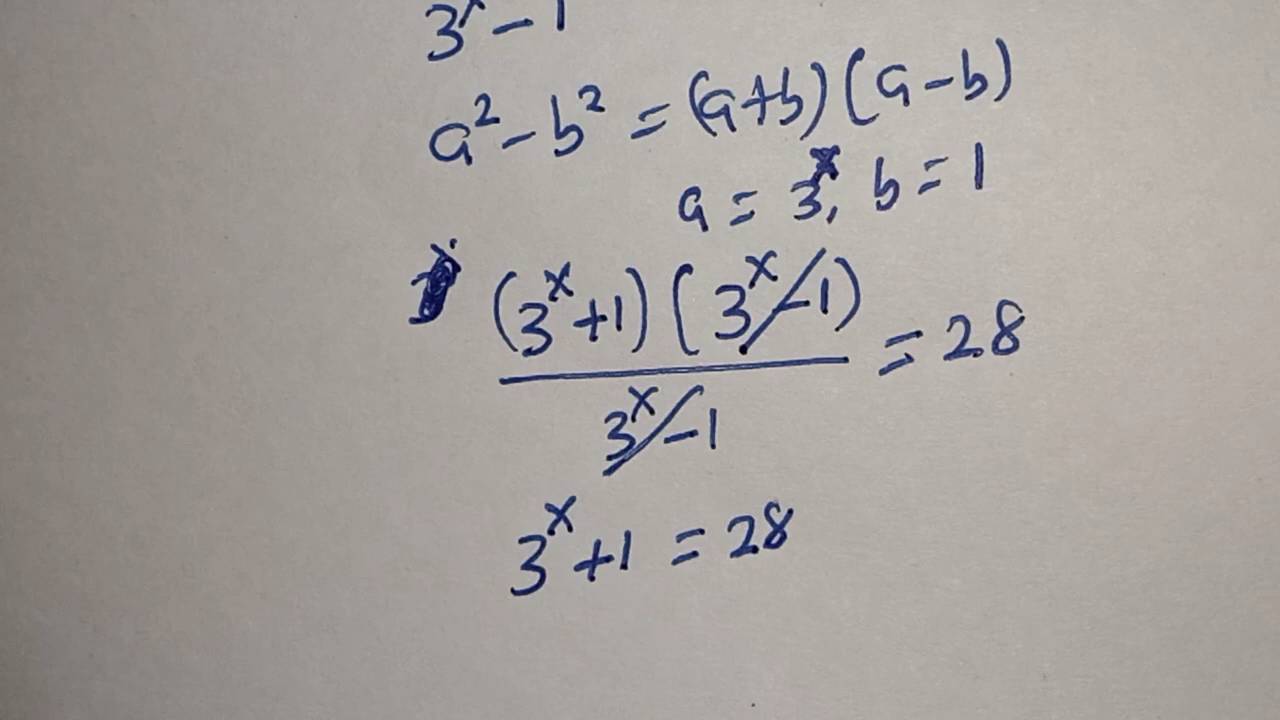 3^x - 1
a² - b² = (a+b)(a-b)
a = 3^x, b = 1
(3^x+1)(3^x-1)
= 28
3^x-1
3^x+1 = 28